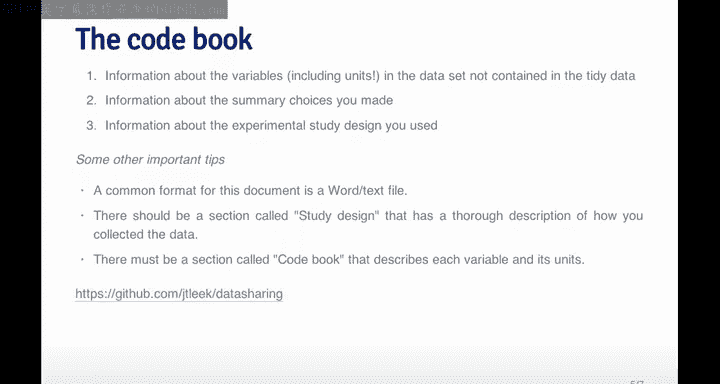 The code book
1. Information about the variables (including units!) in the data set not contained in the tidy data
2. Information about the summary choices you made
3. Information about the experimental study design you used
Some other important tips
· A common format for this document is a Word/text file.
· There should be a section called "Study design" that has a thorough description of how you
collected the data.
· There must be a section called "Code book" that describes each variable and its units.
https://github.com/jtleek/datasharing